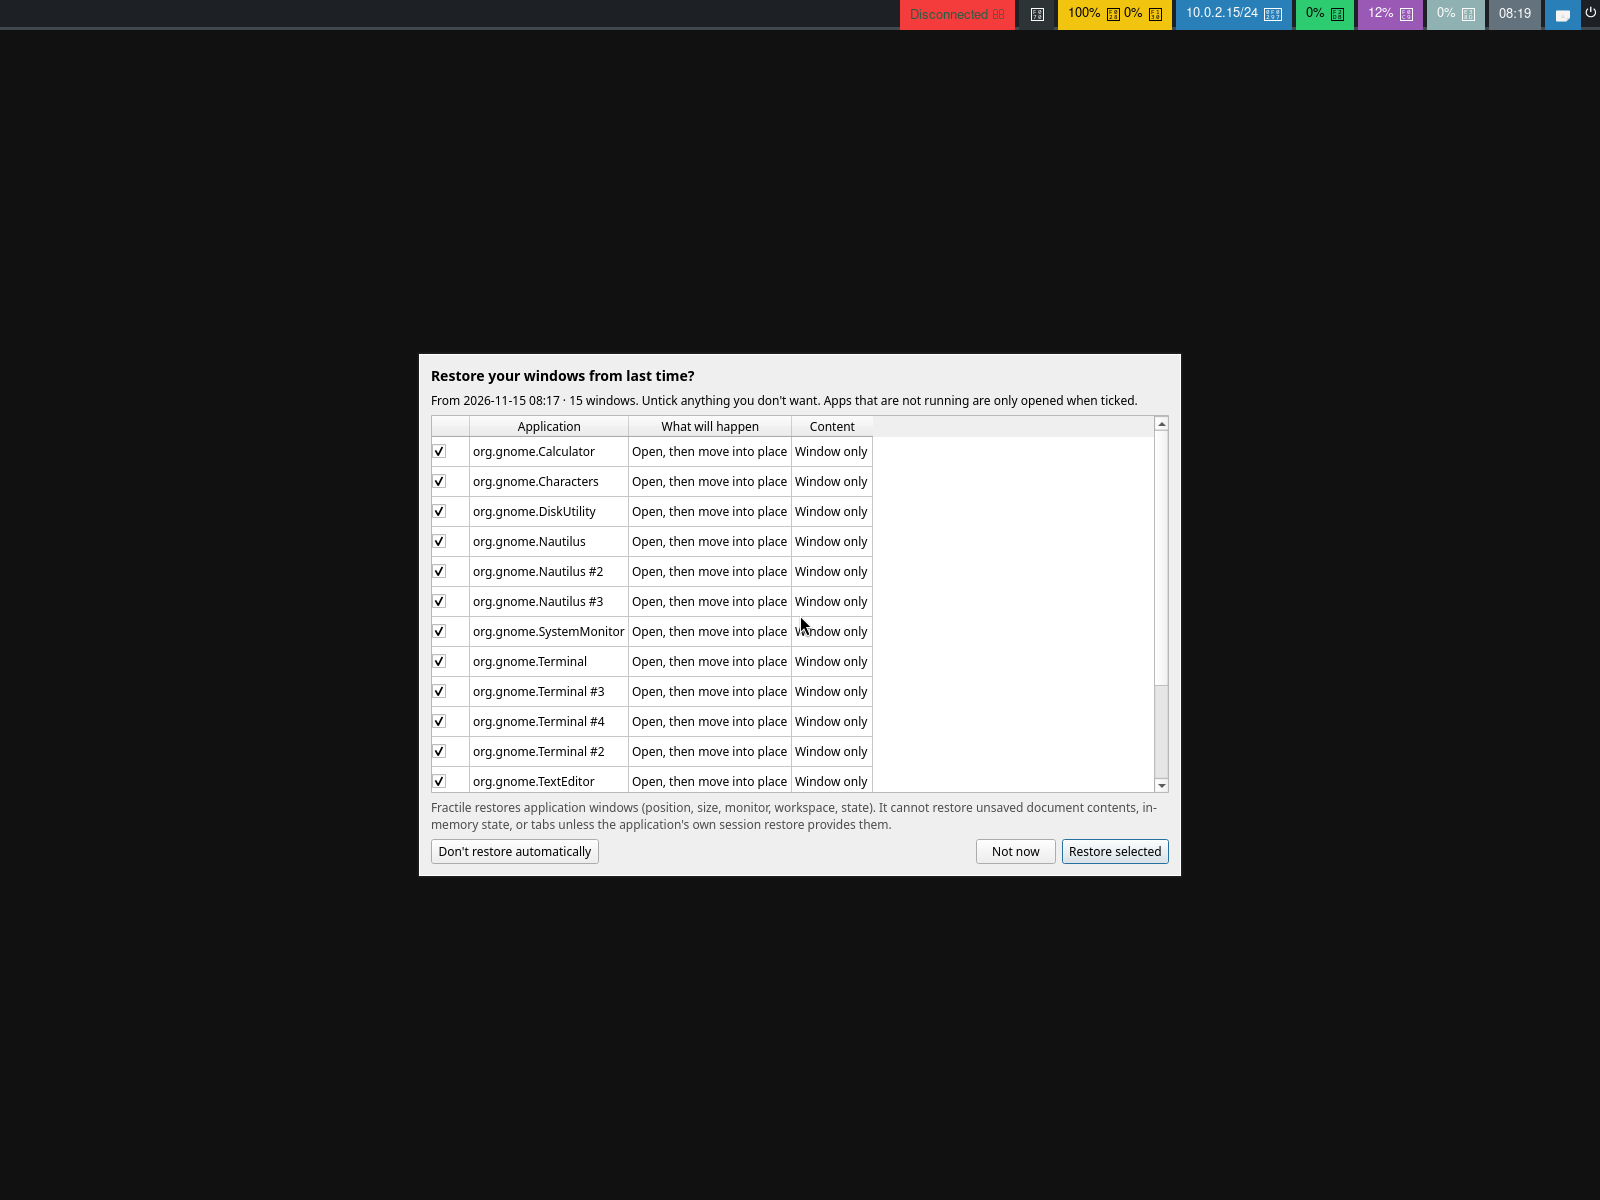 Disconnected
100% 0%
10.0.2.15/24
0%
12%
0%
08:19
Restore your windows from last time?
From 2026-11-15 08:17 · 15 windows. Untick anything you don't want. Apps that are not running are only opened when ticked.
Application What will happen Content
org.gnome.Calculator Open, then move into place Window only
org.gnome.Characters Open, then move into place Window only
org.gnome.DiskUtility Open, then move into place Window only
org.gnome.Nautilus Open, then move into place Window only
org.gnome.Nautilus #2 Open, then move into place Window only
org.gnome.Nautilus #3 Open, then move into place Window only
org.gnome.SystemMonitor Open, then move into place Window only
org.gnome.Terminal Open, then move into place Window only
org.gnome.Terminal #3 Open, then move into place Window only
org.gnome.Terminal #4 Open, then move into place Window only
org.gnome.Terminal #2 Open, then move into place Window only
org.gnome.TextEditor Open, then move into place Window only
Fractile restores application windows (position, size, monitor, workspace, state). It cannot restore unsaved document contents, in-
memory state, or tabs unless the application's own session restore provides them.
Don't restore automatically Not now Restore selected